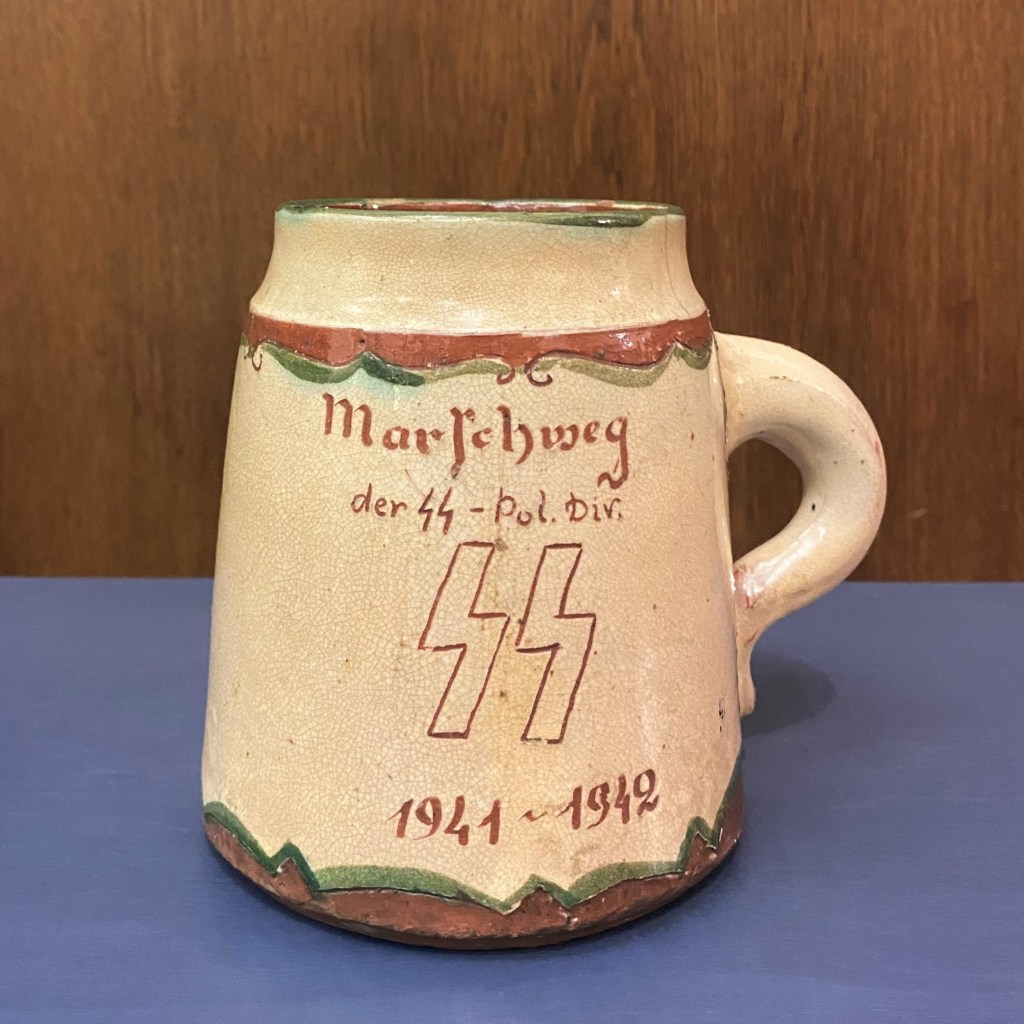 Marschweg
der ᛋᛋ-Pol. Div.
ᛋᛋ
1941~1942